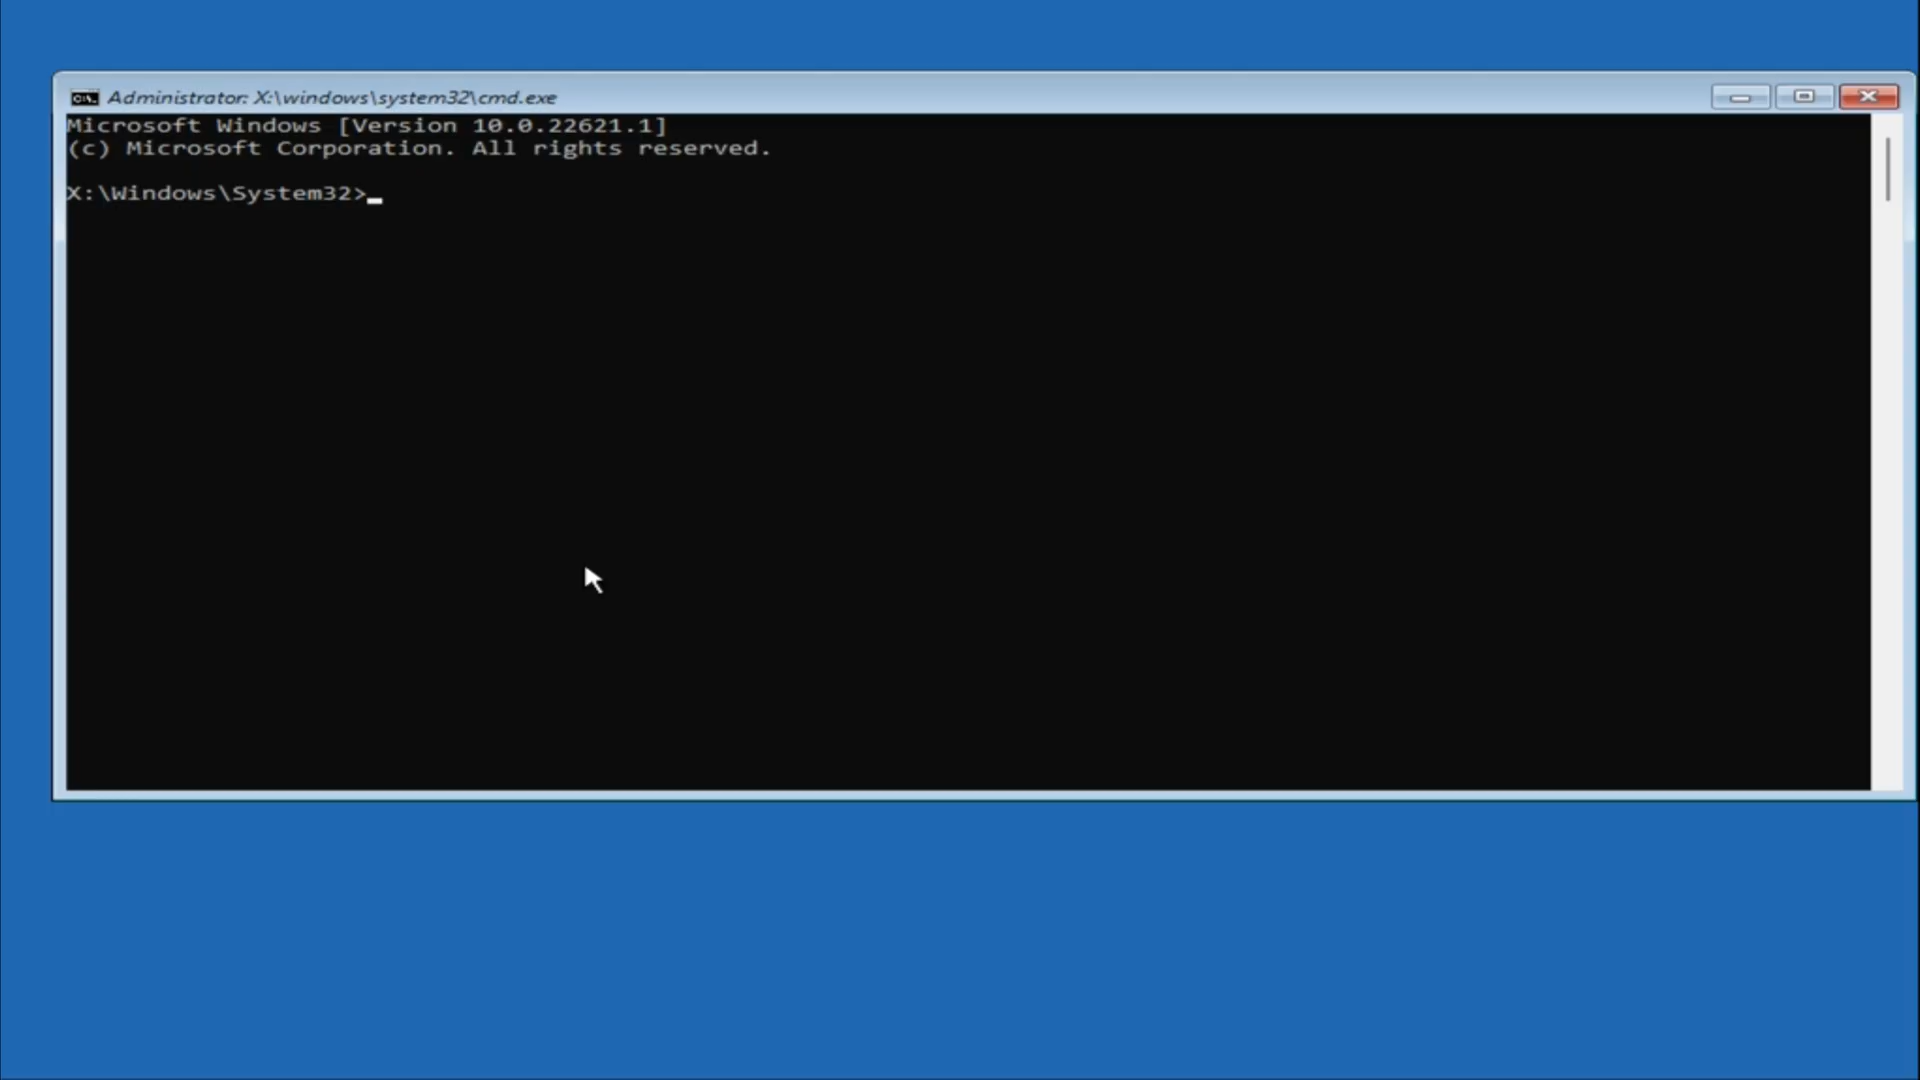 Administrator: X:\windows\system32\cmd.exe
Microsoft Windows [Version 10.0.22621.1]
(c) Microsoft Corporation. All rights reserved.
X:\Windows\System32>